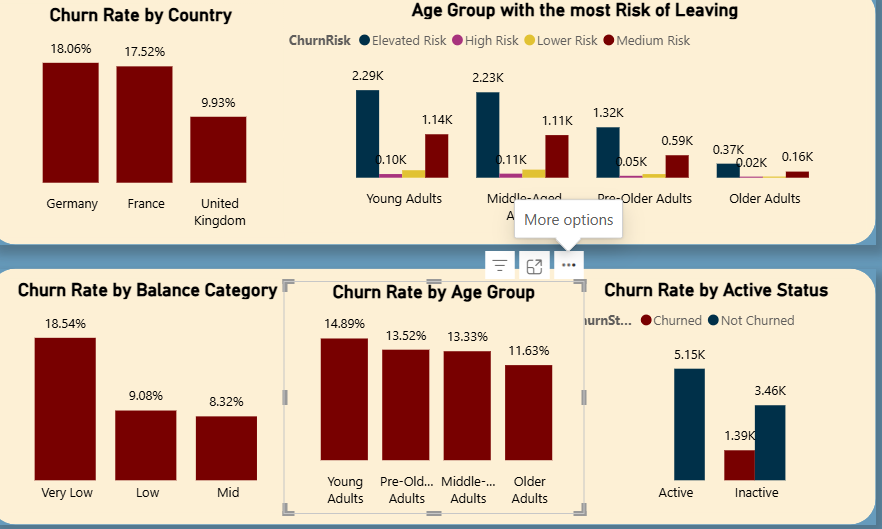 Churn Rate by Country
18.06%
17.52%
9.93%
Germany
France
United
Kingdom
Age Group with the most Risk of Leaving
ChurnRisk Elevated Risk High Risk Lower Risk Medium Risk
2.29K
0.10K
1.14K
2.23K
0.11K
1.11K
1.32K
0.05K
0.59K
0.37K
0.02K
0.16K
Young Adults
Middle-Aged
Pre-Older Adults
Older Adults
More options
Churn Rate by Balance Category
18.54%
9.08%
8.32%
Very Low
Low
Mid
Churn Rate by Age Group
14.89%
13.52%
13.33%
11.63%
Young
Adults
Pre-Old...
Adults
Middle-...
Adults
Older
Adults
Churn Rate by Active Status
hurnSt... Churned Not Churned
5.15K
1.39K
3.46K
Active
Inactive